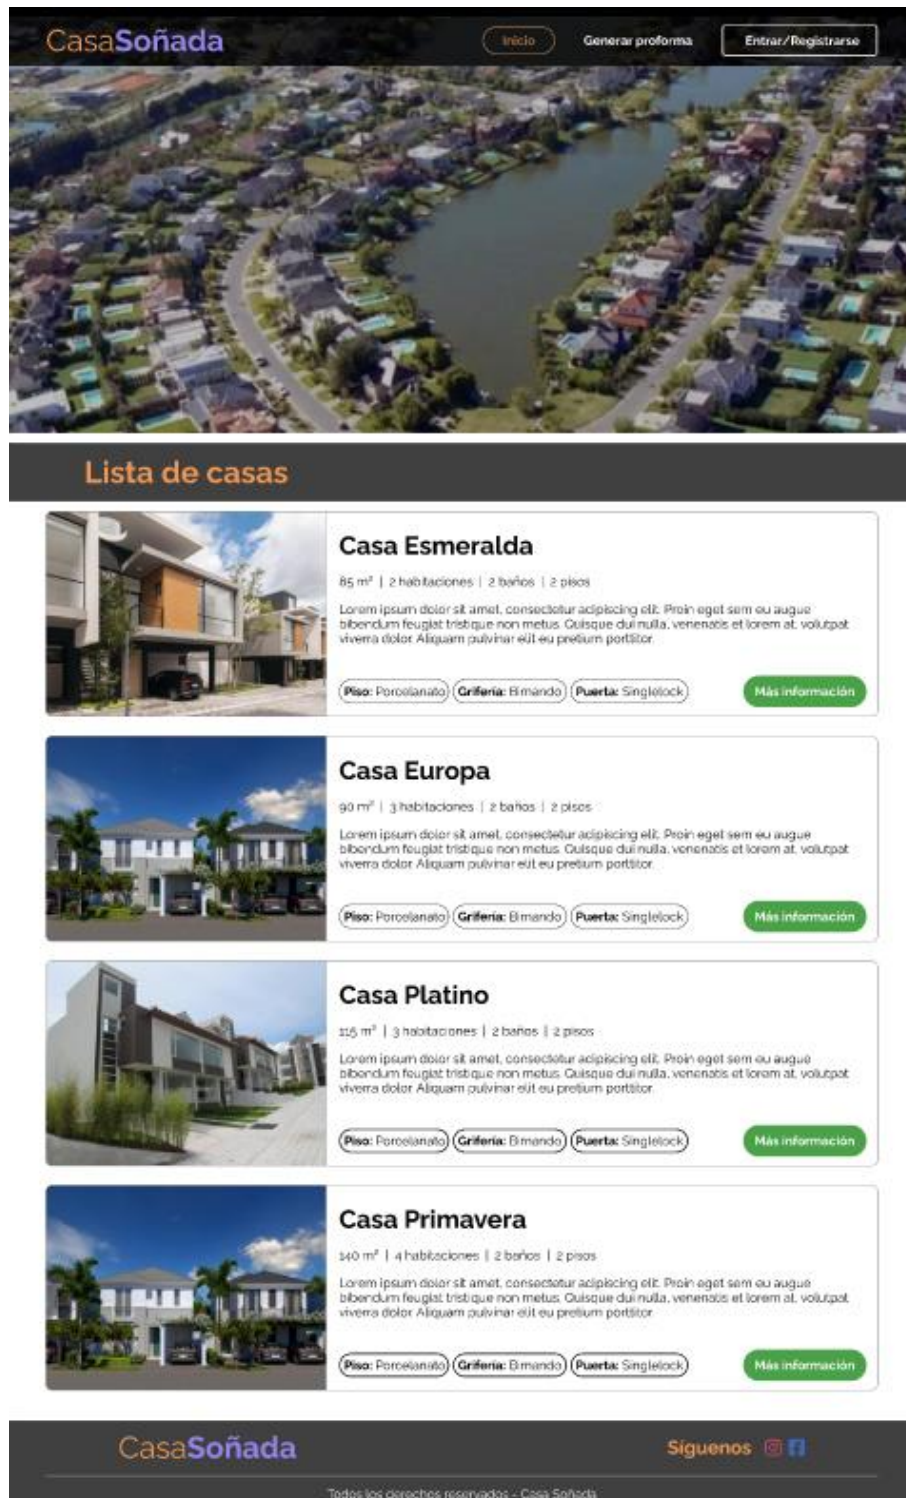 CasaSoñada
Inicio
Generar proforma
Entrar/Registrarse
Lista de casas
Casa Esmeralda
85 m² | 2 habitaciones | 2 baños | 2 pisos
Lorem ipsum dolor sit amet, consectetur adipiscing elit. Proin eget sem eu augue
bibendum feugiat tristique non metus. Quisque dui nulla, venenatis et lorem at, volutpat
viverra dolor. Aliquam pulvinar elit eu pretium porttitor.
Piso: Porcelanato Grifería: Bimando Puerta: Singlelock
Más información
Casa Europa
90 m² | 3 habitaciones | 2 baños | 2 pisos
Lorem ipsum dolor sit amet, consectetur adipiscing elit. Proin eget sem eu augue
bibendum feugiat tristique non metus. Quisque dui nulla, venenatis et lorem at, volutpat
viverra dolor. Aliquam pulvinar elit eu pretium porttitor.
Piso: Porcelanato Grifería: Bimando Puerta: Singlelock
Más información
Casa Platino
115 m² | 3 habitaciones | 2 baños | 2 pisos
Lorem ipsum dolor sit amet, consectetur adipiscing elit. Proin eget sem eu augue
bibendum feugiat tristique non metus. Quisque dui nulla, venenatis et lorem at, volutpat
viverra dolor. Aliquam pulvinar elit eu pretium porttitor.
Piso: Porcelanato Grifería: Bimando Puerta: Singlelock
Más información
Casa Primavera
140 m² | 4 habitaciones | 2 baños | 2 pisos
Lorem ipsum dolor sit amet, consectetur adipiscing elit. Proin eget sem eu augue
bibendum feugiat tristique non metus. Quisque dui nulla, venenatis et lorem at, volutpat
viverra dolor. Aliquam pulvinar elit eu pretium porttitor.
Piso: Porcelanato Grifería: Bimando Puerta: Singlelock
Más información
CasaSoñada
Síguenos
Todos los derechos reservados - Casa Soñada